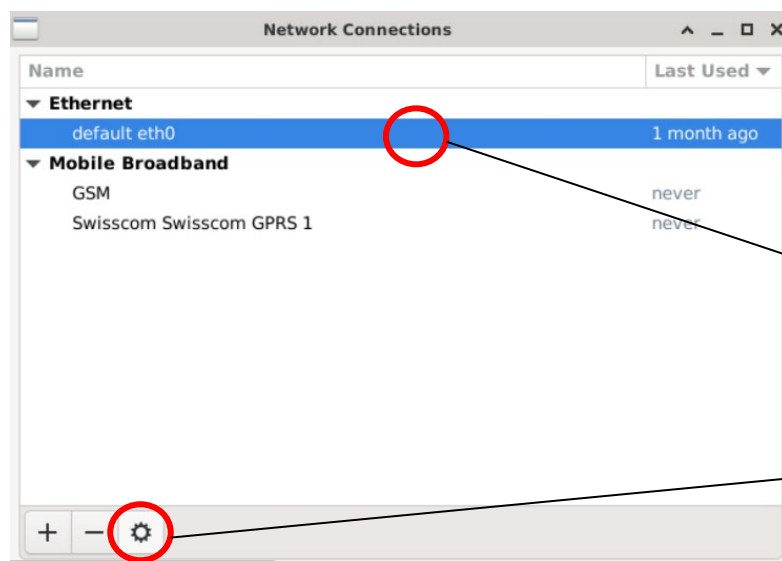 Network Connections
Name Last Used
Ethernet
default eth0 1 month ago
Mobile Broadband
GSM never
Swisscom Swisscom GPRS 1 never